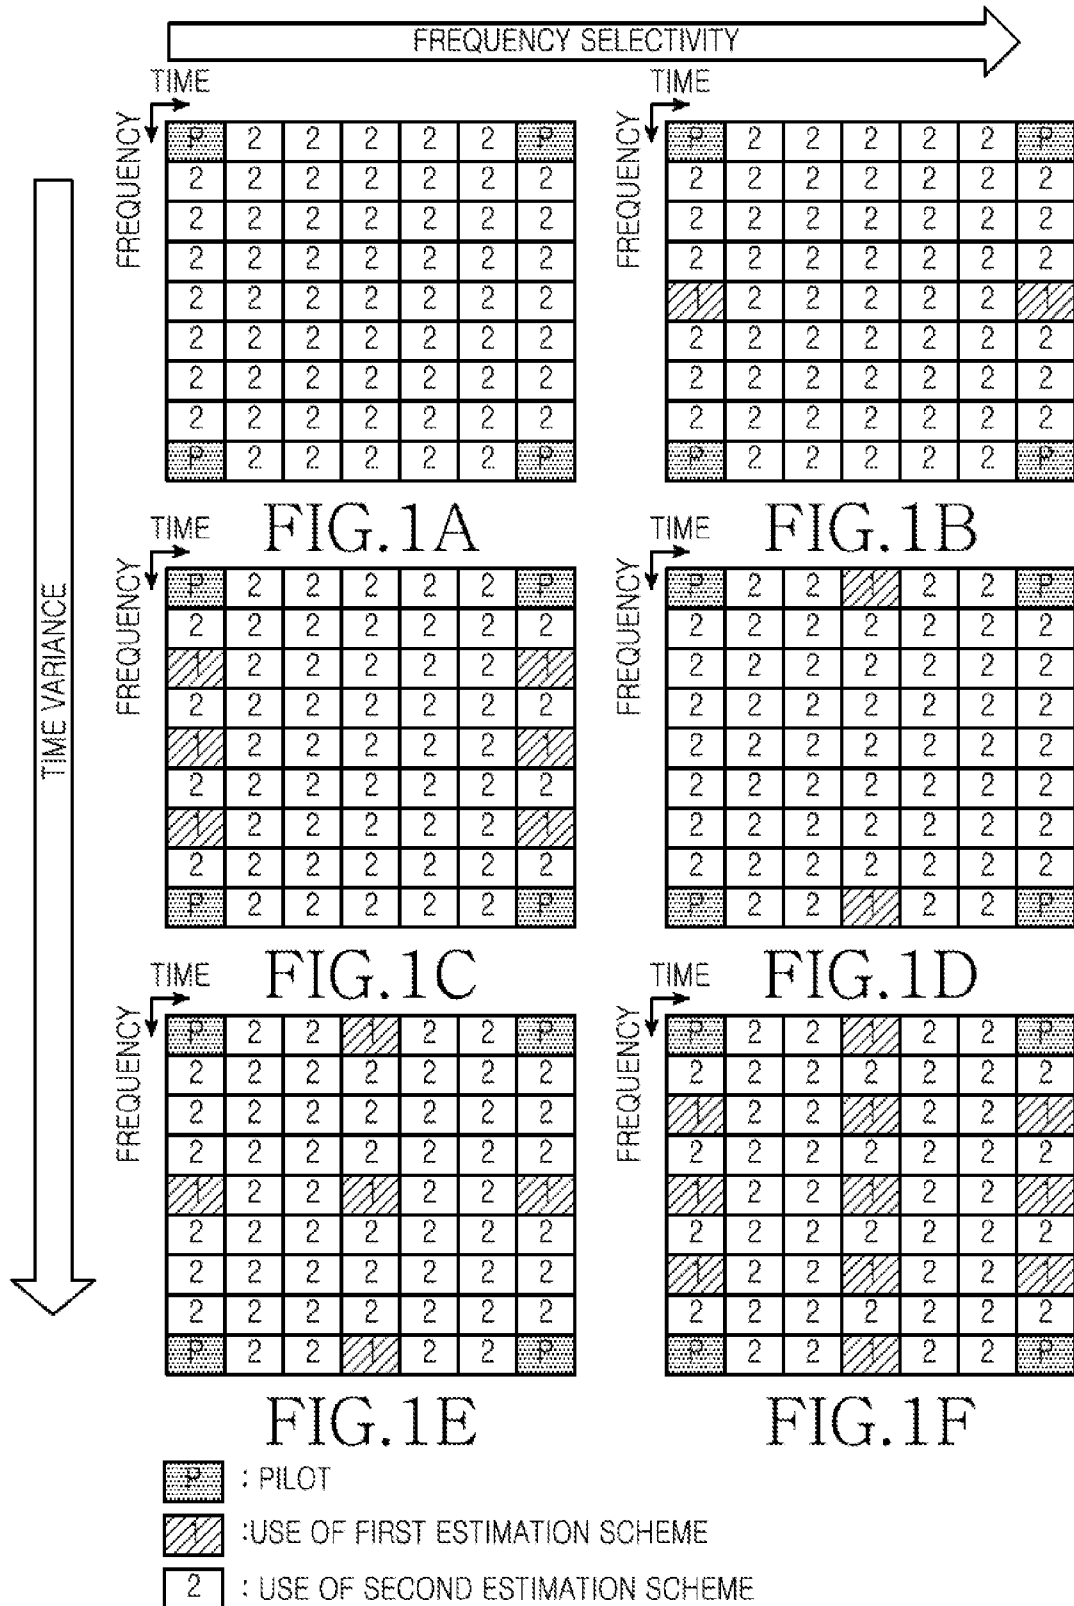 FREQUENCY SELECTIVITY
TIME VARIANCE
TIME
FREQUENCY
P 2 2 2 2 2 P
2 2 2 2 2 2 2
2 2 2 2 2 2 2
2 2 2 2 2 2 2
2 2 2 2 2 2 2
2 2 2 2 2 2 2
2 2 2 2 2 2 2
2 2 2 2 2 2 2
P 2 2 2 2 2 P
FIG.1A
TIME
FREQUENCY
P 2 2 2 2 2 P
2 2 2 2 2 2 2
2 2 2 2 2 2 2
2 2 2 2 2 2 2
1 2 2 2 2 2 1
2 2 2 2 2 2 2
2 2 2 2 2 2 2
2 2 2 2 2 2 2
P 2 2 2 2 2 P
FIG.1B
TIME
FREQUENCY
P 2 2 2 2 2 P
2 2 2 2 2 2 2
1 2 2 2 2 2 1
2 2 2 2 2 2 2
1 2 2 2 2 2 1
2 2 2 2 2 2 2
1 2 2 2 2 2 1
2 2 2 2 2 2 2
P 2 2 2 2 2 P
FIG.1C
TIME
FREQUENCY
P 2 2 1 2 2 P
2 2 2 2 2 2 2
2 2 2 2 2 2 2
2 2 2 2 2 2 2
2 2 2 2 2 2 2
2 2 2 2 2 2 2
2 2 2 2 2 2 2
2 2 2 2 2 2 2
P 2 2 1 2 2 P
FIG.1D
TIME
FREQUENCY
P 2 2 1 2 2 P
2 2 2 2 2 2 2
2 2 2 2 2 2 2
2 2 2 2 2 2 2
1 2 2 1 2 2 1
2 2 2 2 2 2 2
2 2 2 2 2 2 2
2 2 2 2 2 2 2
P 2 2 1 2 2 P
FIG.1E
TIME
FREQUENCY
P 2 2 1 2 2 P
2 2 2 2 2 2 2
1 2 2 1 2 2 1
2 2 2 2 2 2 2
1 2 2 1 2 2 1
2 2 2 2 2 2 2
1 2 2 1 2 2 1
2 2 2 2 2 2 2
P 2 2 1 2 2 P
FIG.1F
P : PILOT
1 :USE OF FIRST ESTIMATION SCHEME
2 : USE OF SECOND ESTIMATION SCHEME